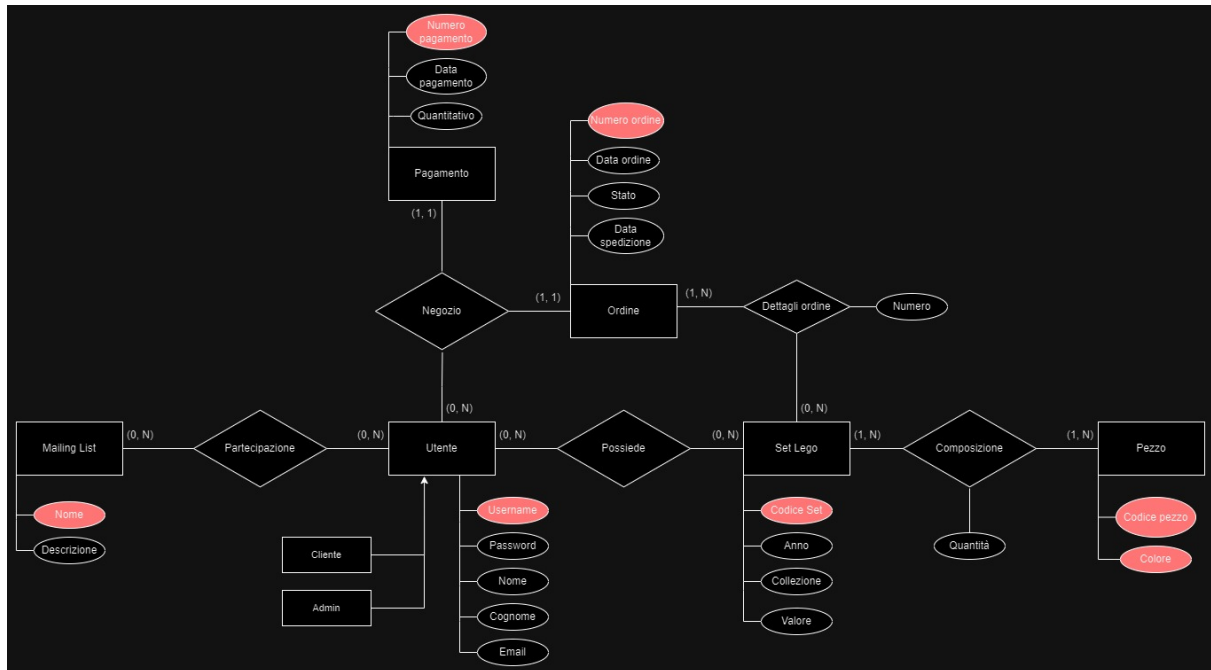 Numero
pagamento
Data
pagamento
Quantitativo
Pagamento
(1, 1)
Numero ordine
Data ordine
Stato
Data
spedizione
Negozio
(1, 1)
Ordine
(1, N)
Dettagli ordine
Numero
(0, N)
(0, N)
Mailing List
(0, N)
Partecipazione
(0, N)
Utente
(0, N)
Possiede
(0, N)
Set Lego
(1, N)
Composizione
(1, N)
Pezzo
Nome
Descrizione
Cliente
Admin
Username
Password
Nome
Cognome
Email
Codice Set
Anno
Collezione
Valore
Quantità
Codice pezzo
Colore